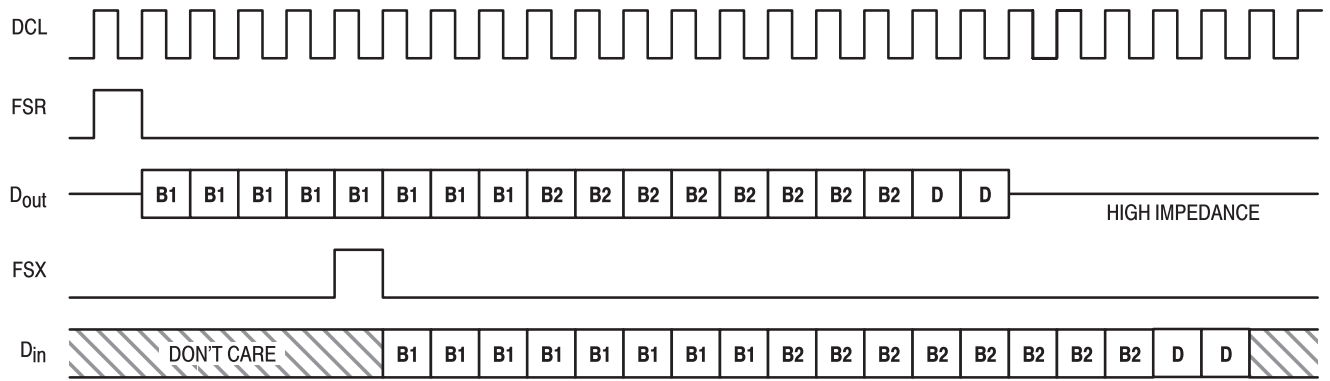 DCL
FSR
Dout B1 B1 B1 B1 B1 B1 B1 B1 B2 B2 B2 B2 B2 B2 B2 B2 D D
HIGH IMPEDANCE
FSX
Din DON'T CARE B1 B1 B1 B1 B1 B1 B1 B1 B2 B2 B2 B2 B2 B2 B2 B2 D D